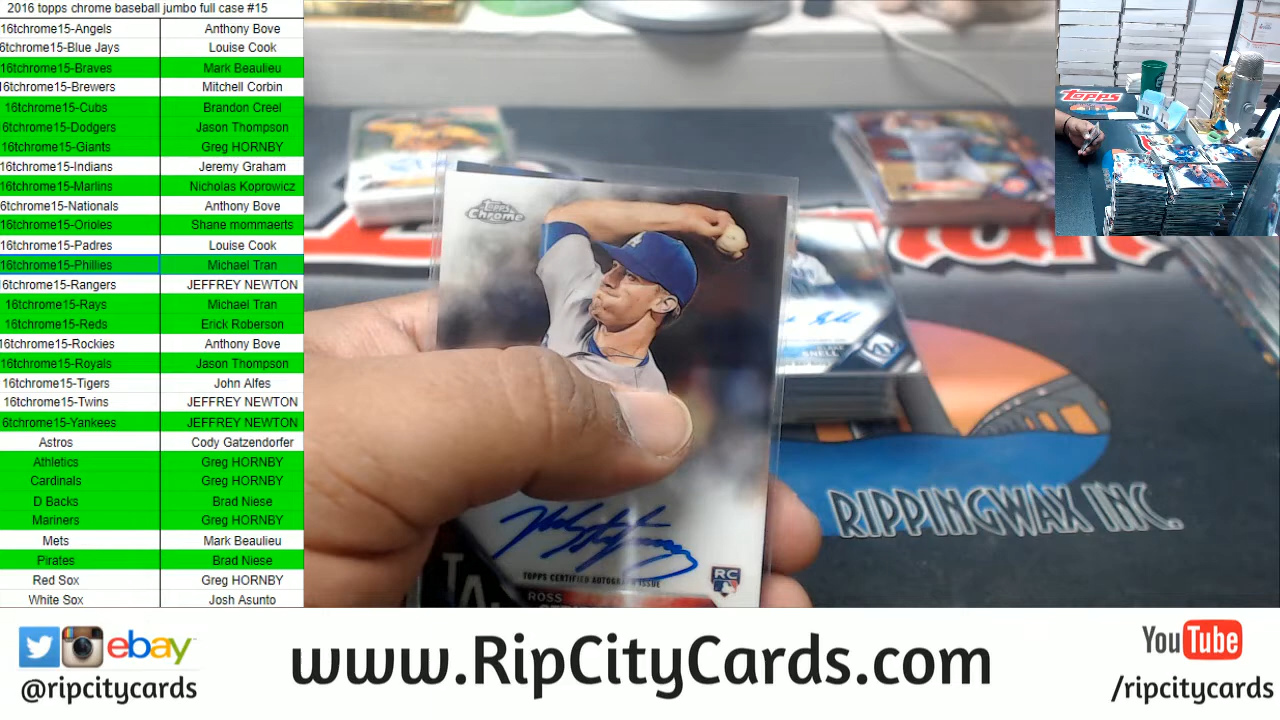 2016 topps chrome baseball jumbo full case #15
16tchrome15-Angels Anthony Bove
6tchrome15-Blue Jays Louise Cook
16tchrome15-Braves Mark Beaulieu
16tchrome15-Brewers Mitchell Corbin
16tchrome15-Cubs Brandon Creel
16tchrome15-Dodgers Jason Thompson
16tchrome15-Giants Greg HORNBY
16tchrome15-Indians Jeremy Graham
16tchrome15-Marlins Nicholas Koprowicz
16tchrome15-Nationals Anthony Bove
16tchrome15-Orioles Shane mommaerts
16tchrome15-Padres Louise Cook
16tchrome15-Phillies Michael Tran
16tchrome15-Rangers JEFFREY NEWTON
16tchrome15-Rays Michael Tran
16tchrome15-Reds Erick Roberson
16tchrome15-Rockies Anthony Bove
16tchrome15-Royals Jason Thompson
16tchrome15-Tigers John Alfes
16tchrome15-Twins JEFFREY NEWTON
6tchrome15-Yankees JEFFREY NEWTON
Astros Cody Gatzendorfer
Athletics Greg HORNBY
Cardinals Greg HORNBY
D Backs Brad Niese
Mariners Greg HORNBY
Mets Mark Beaulieu
Pirates Brad Niese
Red Sox Greg HORNBY
White Sox Josh Asunto
Topps
Chrome
LA
TOPPS CERTIFIED AUTOGRAPH ISSUE
RC
ROSS
SNELL
RIPPINGWAX INC.
topps
ebay
@ripcitycards
www.RipCityCards.com
YouTube
/ripcitycards